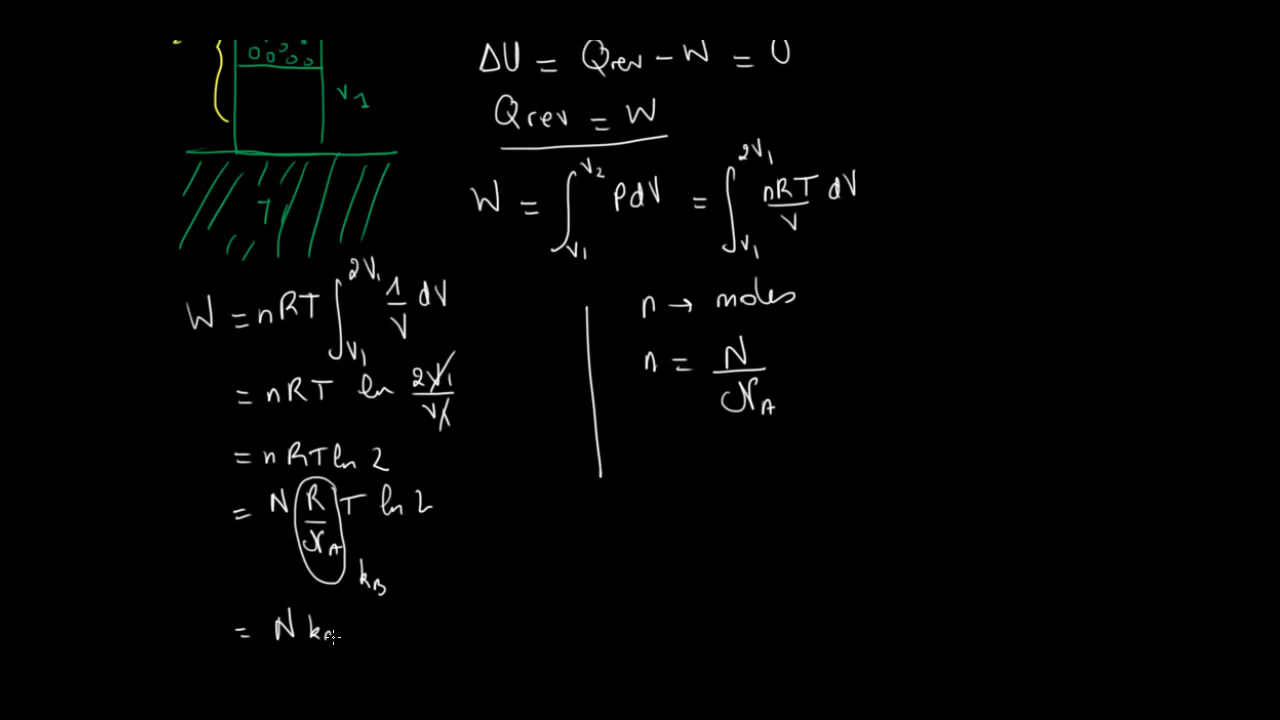 ΔU = Qrev − W = 0
V1
Qrev = W
W = ∫_{V1}^{V2} PdV = ∫_{V1}^{2V1} nRT/V dV
T
W = nRT ∫_{V1}^{2V1} 1/V dV
= nRT ln 2V1/V1
= nRT ln 2
= N R/𝒩A T ln 2
kB
= N kB
n → moles
n = N/𝒩A